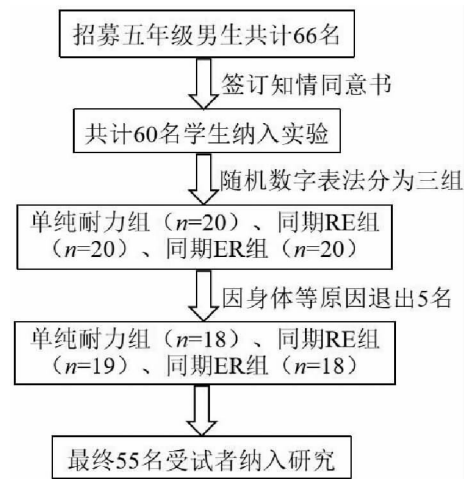 招募五年级男生共计66名
签订知情同意书
共计60名学生纳入实验
随机数字表法分为三组
单纯耐力组（n=20）、同期RE组
（n=20）、同期ER组（n=20）
因身体等原因退出5名
单纯耐力组（n=18）、同期RE组
（n=19）、同期ER组（n=18）
最终55名受试者纳入研究